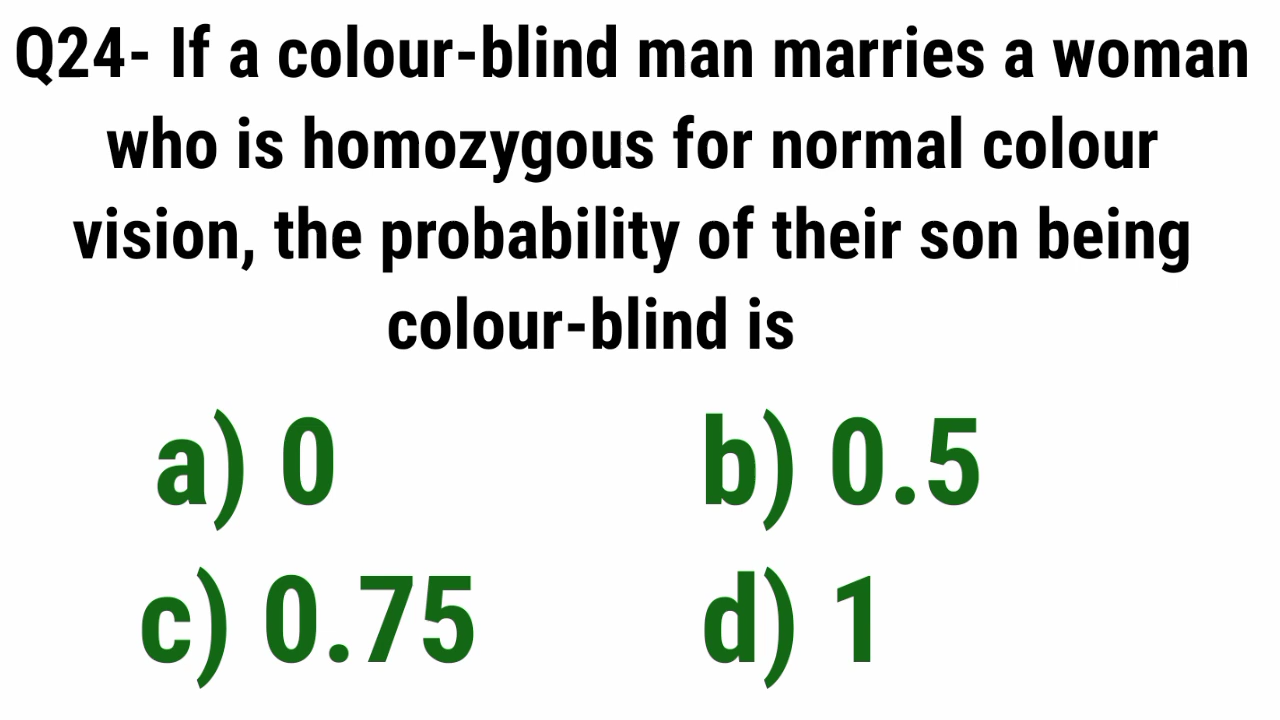 Q24- If a colour-blind man marries a woman
who is homozygous for normal colour
vision, the probability of their son being
colour-blind is
a) 0 b) 0.5
c) 0.75 d) 1